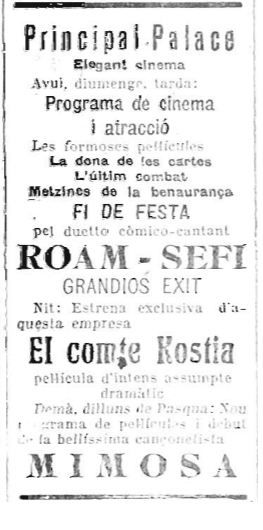 Principal Palace
Elegant cinema
Avui, diumenge, tarda:
Programa de cinema
i atracció
Les formoses pel·lícules
La dona de les cartes
L'últim combat
Metzines de la benaurança
FI DE FESTA
pel duetto còmico-cantant
ROAM - SEFI
GRANDIOS EXIT
Nit: Estrena exclusiva d'a-
questa empresa
El comte Kostia
pel·lícula d'intens assumpte
dramàtic
Demà, dilluns de Pasqua: Nou
programa de pel·lícules i debut
de la bellíssima cançonetista
MIMOSA